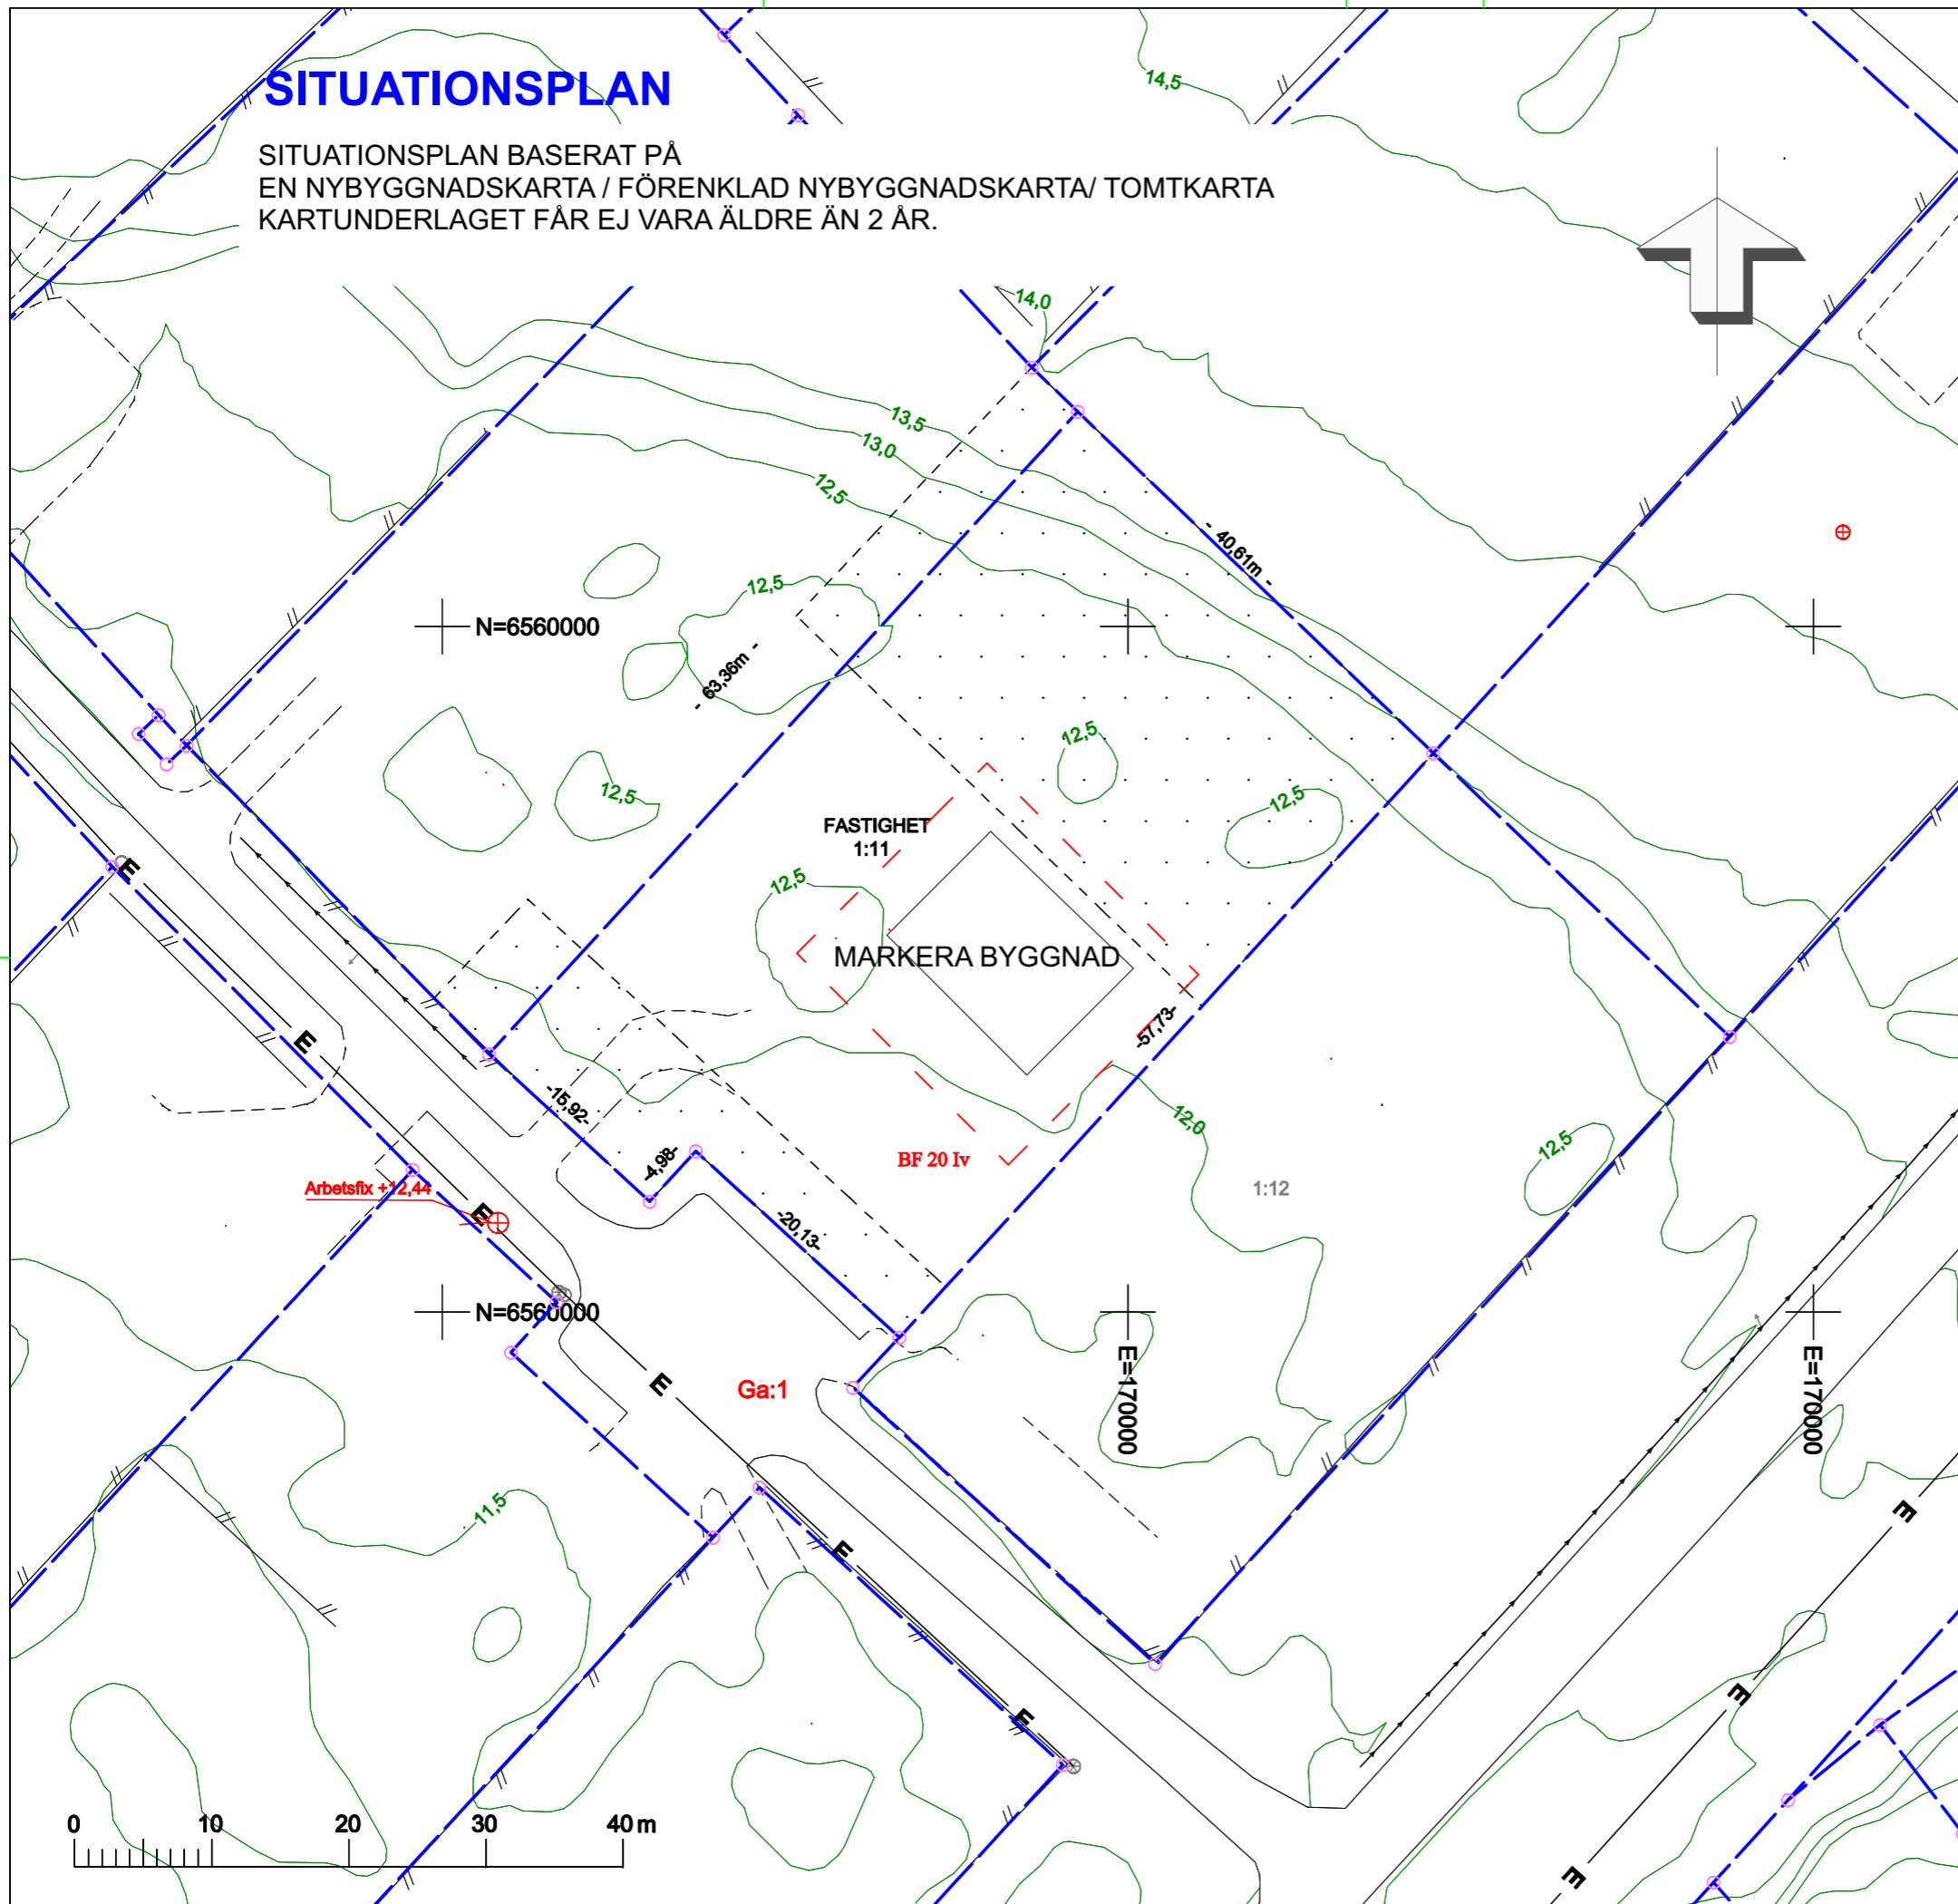 SITUATIONSPLAN
SITUATIONSPLAN BASERAT PÅ
EN NYBYGGNADSKARTA / FÖRENKLAD NYBYGGNADSKARTA/ TOMTKARTA
KARTUNDERLAGET FÅR EJ VARA ÄLDRE ÄN 2 ÅR.
14,5
14,0
13,5
13,0
12,5
- 40,61m -
12,5
N=6560000
- 63,36m -
12,5
12,5
12,5
FASTIGHET
1:11
12,5
E
MARKERA BYGGNAD
-57,73-
E
-15,92-
12,0
12,5
-4,98-
BF 20 Iv
1:12
Arbetsfix +12,44
E
-20,13-
N=6560000
E=170000
E=170000
E
Ga:1
11,5
E
E
E
E
0 10 20 30 40 m
E